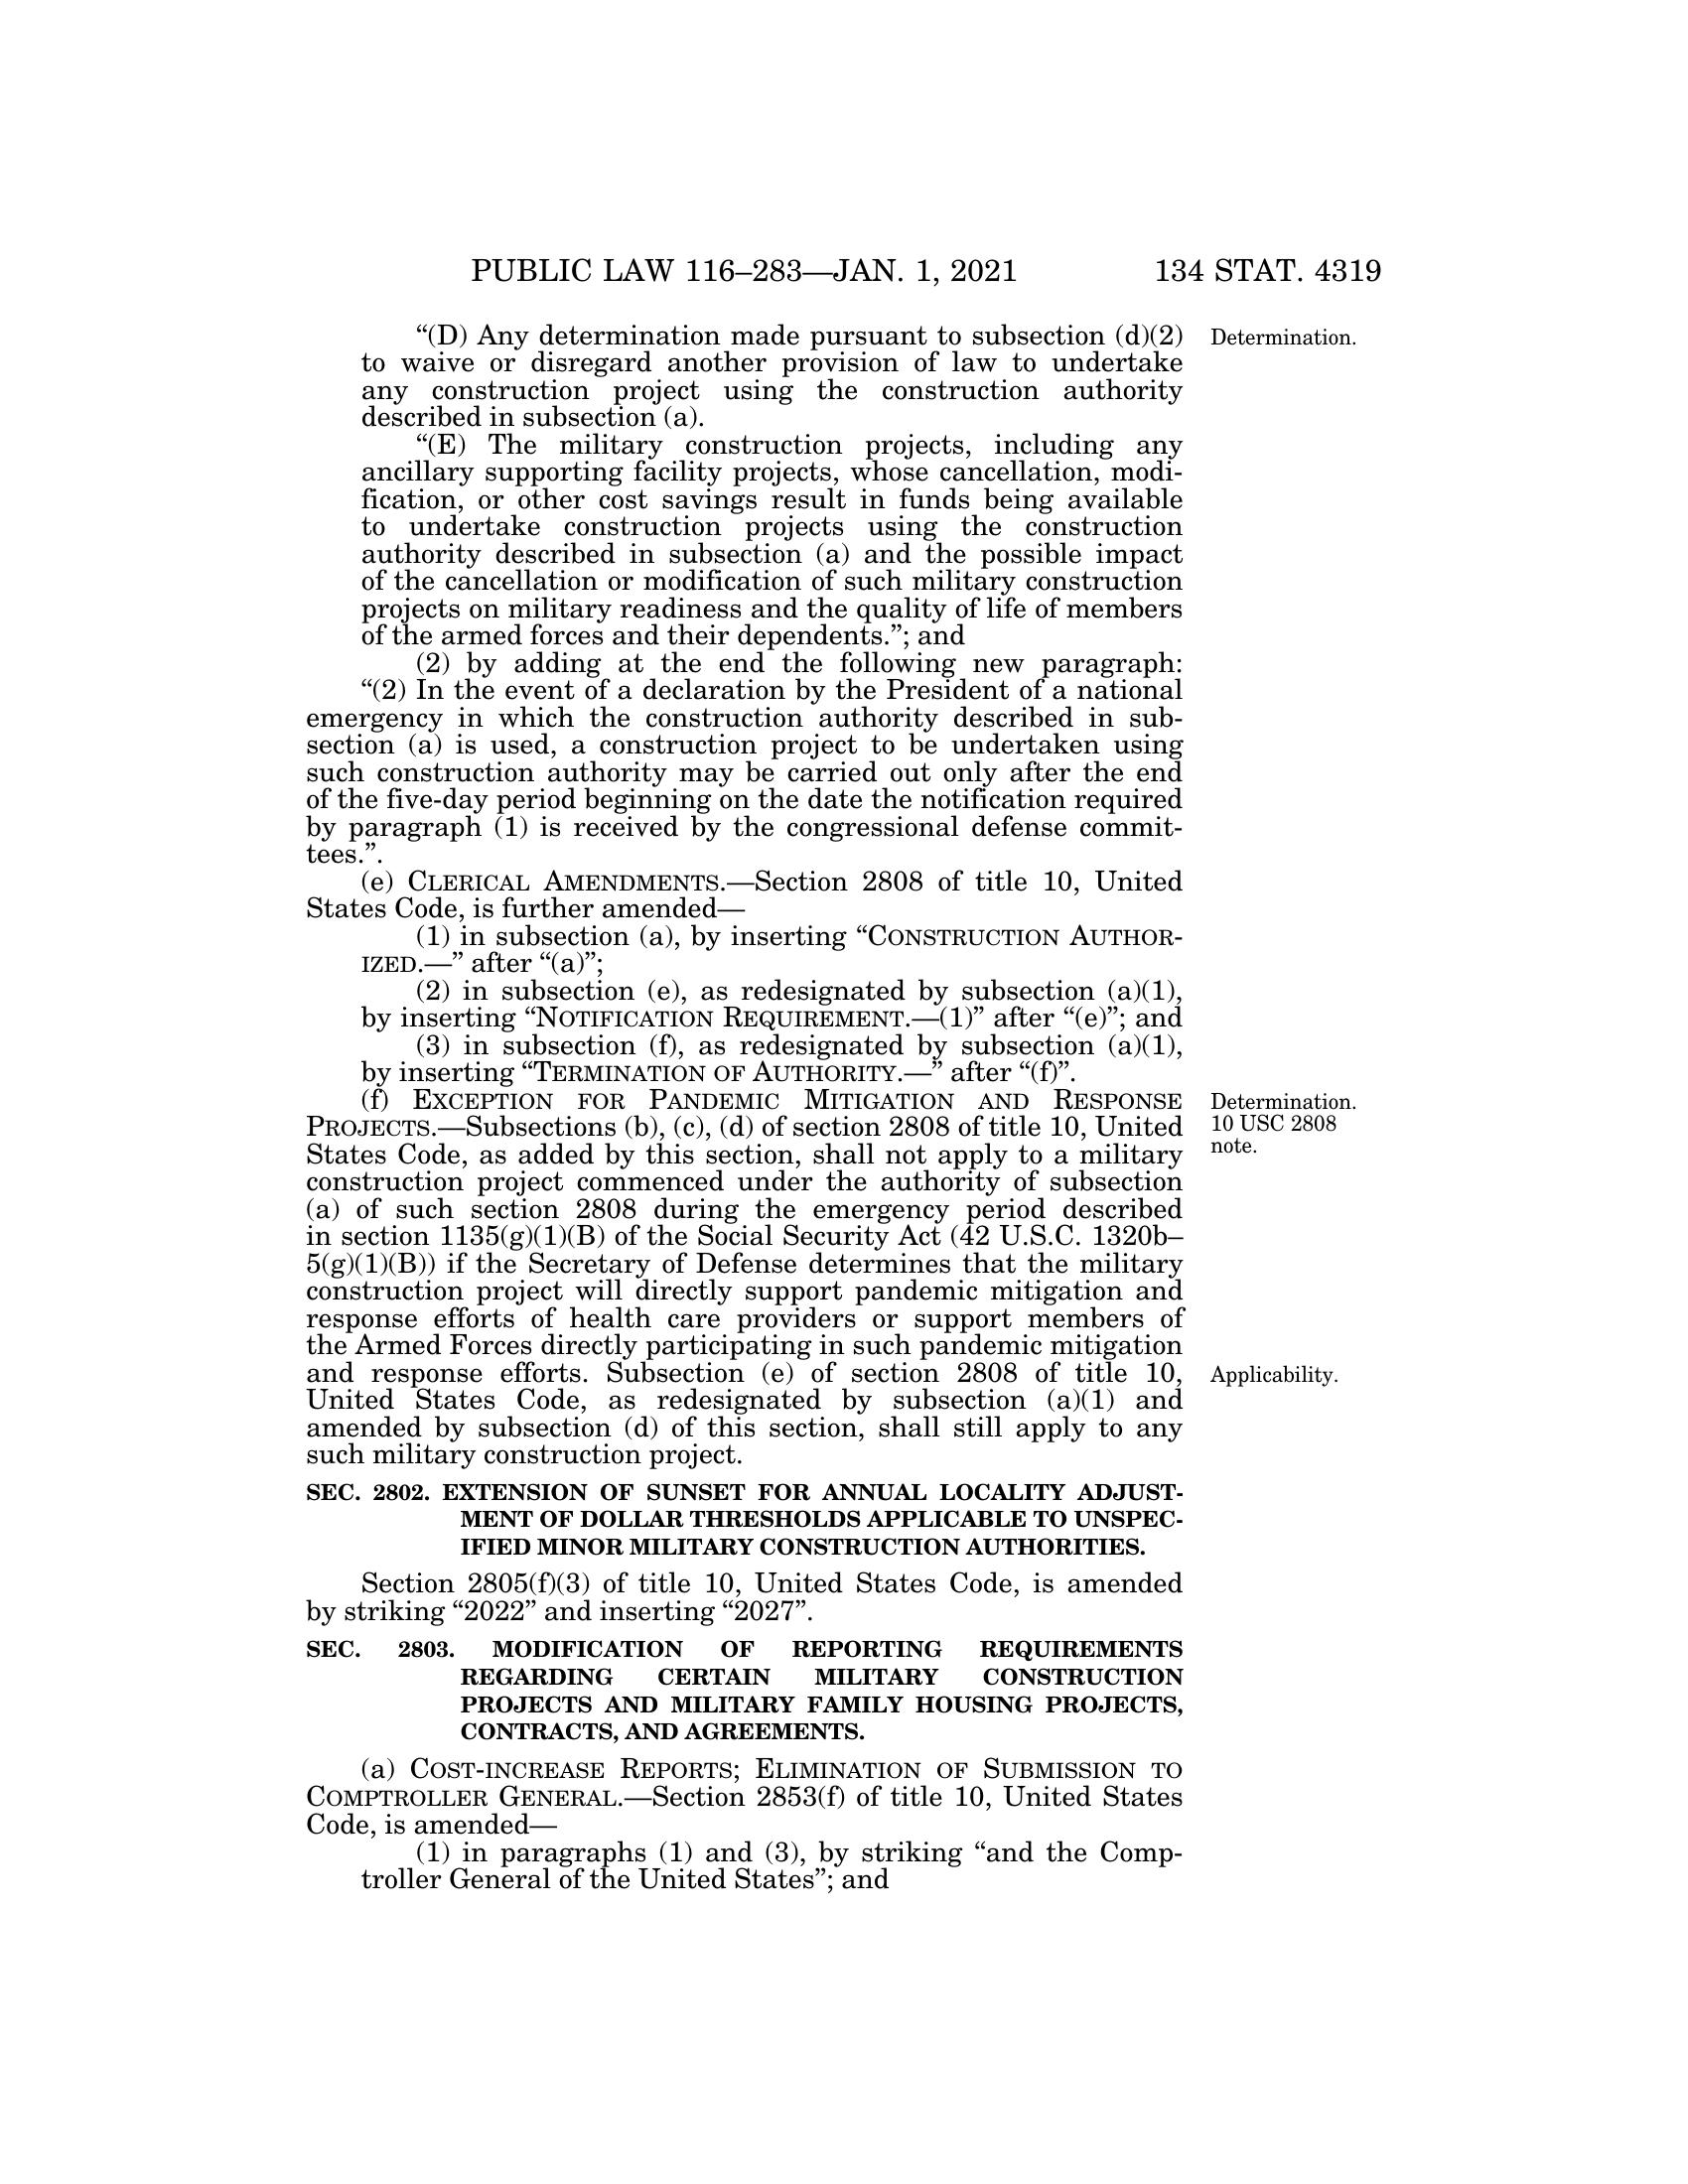 PUBLIC LAW 116–283—JAN. 1, 2021 134 STAT. 4319
“(D) Any determination made pursuant to subsection (d)(2)
to waive or disregard another provision of law to undertake
any construction project using the construction authority
described in subsection (a).
Determination.
“(E) The military construction projects, including any
ancillary supporting facility projects, whose cancellation, modi-
fication, or other cost savings result in funds being available
to undertake construction projects using the construction
authority described in subsection (a) and the possible impact
of the cancellation or modification of such military construction
projects on military readiness and the quality of life of members
of the armed forces and their dependents.”; and
(2) by adding at the end the following new paragraph:
“(2) In the event of a declaration by the President of a national
emergency in which the construction authority described in sub-
section (a) is used, a construction project to be undertaken using
such construction authority may be carried out only after the end
of the five-day period beginning on the date the notification required
by paragraph (1) is received by the congressional defense commit-
tees.”.
(e) CLERICAL AMENDMENTS.—Section 2808 of title 10, United
States Code, is further amended—
(1) in subsection (a), by inserting “CONSTRUCTION AUTHOR-
IZED.—” after “(a)”;
(2) in subsection (e), as redesignated by subsection (a)(1),
by inserting “NOTIFICATION REQUIREMENT.—(1)” after “(e)”; and
(3) in subsection (f), as redesignated by subsection (a)(1),
by inserting “TERMINATION OF AUTHORITY.—” after “(f)”.
(f) EXCEPTION FOR PANDEMIC MITIGATION AND RESPONSE
PROJECTS.—Subsections (b), (c), (d) of section 2808 of title 10, United
States Code, as added by this section, shall not apply to a military
construction project commenced under the authority of subsection
(a) of such section 2808 during the emergency period described
in section 1135(g)(1)(B) of the Social Security Act (42 U.S.C. 1320b–
5(g)(1)(B)) if the Secretary of Defense determines that the military
construction project will directly support pandemic mitigation and
response efforts of health care providers or support members of
the Armed Forces directly participating in such pandemic mitigation
and response efforts. Subsection (e) of section 2808 of title 10,
United States Code, as redesignated by subsection (a)(1) and
amended by subsection (d) of this section, shall still apply to any
such military construction project.
Determination.
10 USC 2808
note.
Applicability.
SEC. 2802. EXTENSION OF SUNSET FOR ANNUAL LOCALITY ADJUST-
MENT OF DOLLAR THRESHOLDS APPLICABLE TO UNSPEC-
IFIED MINOR MILITARY CONSTRUCTION AUTHORITIES.
Section 2805(f)(3) of title 10, United States Code, is amended
by striking “2022” and inserting “2027”.
SEC. 2803. MODIFICATION OF REPORTING REQUIREMENTS
REGARDING CERTAIN MILITARY CONSTRUCTION
PROJECTS AND MILITARY FAMILY HOUSING PROJECTS,
CONTRACTS, AND AGREEMENTS.
(a) COST-INCREASE REPORTS; ELIMINATION OF SUBMISSION TO
COMPTROLLER GENERAL.—Section 2853(f) of title 10, United States
Code, is amended—
(1) in paragraphs (1) and (3), by striking “and the Comp-
troller General of the United States”; and